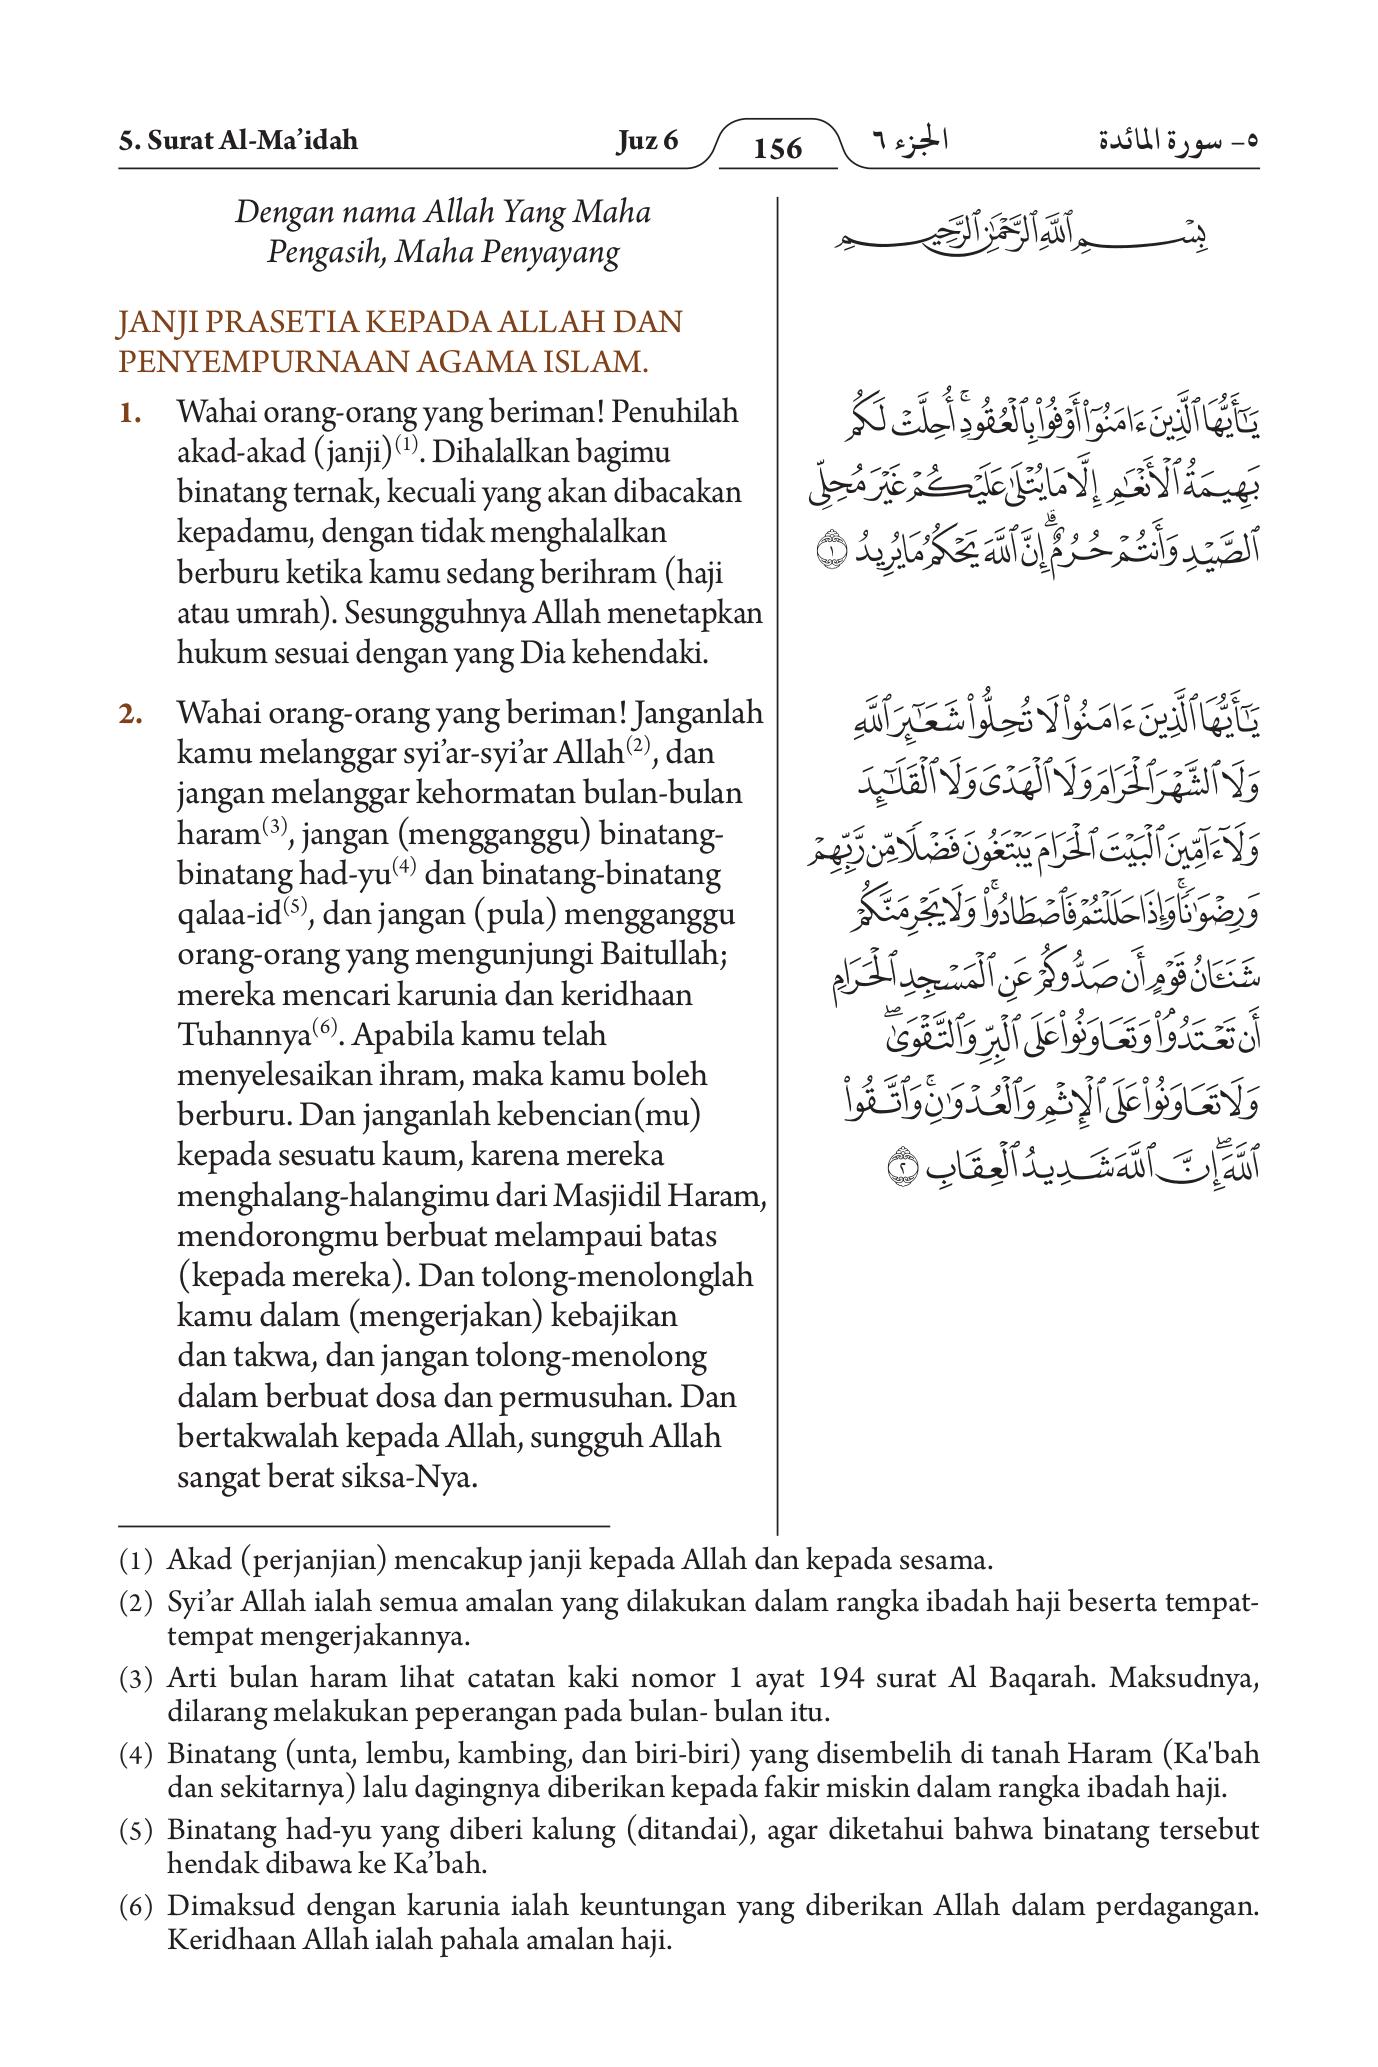 5. Surat Al-Ma’idah
Juz 6
156
الجزء ٦
٥- سورة المائدة
Dengan nama Allah Yang Maha
Pengasih, Maha Penyayang
JANJI PRASETIA KEPADA ALLAH DAN
PENYEMPURNAAN AGAMA ISLAM.
1. Wahai orang-orang yang beriman! Penuhilah
akad-akad (janji)(1). Dihalalkan bagimu
binatang ternak, kecuali yang akan dibacakan
kepadamu, dengan tidak menghalalkan
berburu ketika kamu sedang berihram (haji
atau umrah). Sesungguhnya Allah menetapkan
hukum sesuai dengan yang Dia kehendaki.
2. Wahai orang-orang yang beriman! Janganlah
kamu melanggar syi’ar-syi’ar Allah(2), dan
jangan melanggar kehormatan bulan-bulan
haram(3), jangan (mengganggu) binatang-
binatang had-yu(4) dan binatang-binatang
qalaa-id(5), dan jangan (pula) mengganggu
orang-orang yang mengunjungi Baitullah;
mereka mencari karunia dan keridhaan
Tuhannya(6). Apabila kamu telah
menyelesaikan ihram, maka kamu boleh
berburu. Dan janganlah kebencian(mu)
kepada sesuatu kaum, karena mereka
menghalang-halangimu dari Masjidil Haram,
mendorongmu berbuat melampaui batas
(kepada mereka). Dan tolong-menolonglah
kamu dalam (mengerjakan) kebajikan
dan takwa, dan jangan tolong-menolong
dalam berbuat dosa dan permusuhan. Dan
bertakwalah kepada Allah, sungguh Allah
sangat berat siksa-Nya.
بِسْمِ ٱللَّهِ ٱلرَّحْمَٰنِ ٱلرَّحِيمِ
يَٰٓأَيُّهَا ٱلَّذِينَ ءَامَنُوٓا۟ أَوْفُوا۟ بِٱلْعُقُودِ ۚ أُحِلَّتْ لَكُم
بَهِيمَةُ ٱلْأَنْعَٰمِ إِلَّا مَا يُتْلَىٰ عَلَيْكُمْ غَيْرَ مُحِلِّى
ٱلصَّيْدِ وَأَنتُمْ حُرُمٌ ۗ إِنَّ ٱللَّهَ يَحْكُمُ مَا يُرِيدُ ١
يَٰٓأَيُّهَا ٱلَّذِينَ ءَامَنُوا۟ لَا تُحِلُّوا۟ شَعَٰٓئِرَ ٱللَّهِ
وَلَا ٱلشَّهْرَ ٱلْحَرَامَ وَلَا ٱلْهَدْىَ وَلَا ٱلْقَلَٰٓئِدَ
وَلَآ ءَآمِّينَ ٱلْبَيْتَ ٱلْحَرَامَ يَبْتَغُونَ فَضْلًا مِّن رَّبِّهِمْ
وَرِضْوَٰنًا ۚ وَإِذَا حَلَلْتُمْ فَٱصْطَادُوا۟ ۚ وَلَا يَجْرِمَنَّكُمْ
شَنَـَٔانُ قَوْمٍ أَن صَدُّوكُمْ عَنِ ٱلْمَسْجِدِ ٱلْحَرَامِ
أَن تَعْتَدُوا۟ ۘ وَتَعَاوَنُوا۟ عَلَى ٱلْبِرِّ وَٱلتَّقْوَىٰ ۖ
وَلَا تَعَاوَنُوا۟ عَلَى ٱلْإِثْمِ وَٱلْعُدْوَٰنِ ۚ وَٱتَّقُوا۟
ٱللَّهَ ۖ إِنَّ ٱللَّهَ شَدِيدُ ٱلْعِقَابِ ٢
(1) Akad (perjanjian) mencakup janji kepada Allah dan kepada sesama.
(2) Syi’ar Allah ialah semua amalan yang dilakukan dalam rangka ibadah haji beserta tempat-
tempat mengerjakannya.
(3) Arti bulan haram lihat catatan kaki nomor 1 ayat 194 surat Al Baqarah. Maksudnya,
dilarang melakukan peperangan pada bulan- bulan itu.
(4) Binatang (unta, lembu, kambing, dan biri-biri) yang disembelih di tanah Haram (Ka'bah
dan sekitarnya) lalu dagingnya diberikan kepada fakir miskin dalam rangka ibadah haji.
(5) Binatang had-yu yang diberi kalung (ditandai), agar diketahui bahwa binatang tersebut
hendak dibawa ke Ka’bah.
(6) Dimaksud dengan karunia ialah keuntungan yang diberikan Allah dalam perdagangan.
Keridhaan Allah ialah pahala amalan haji.